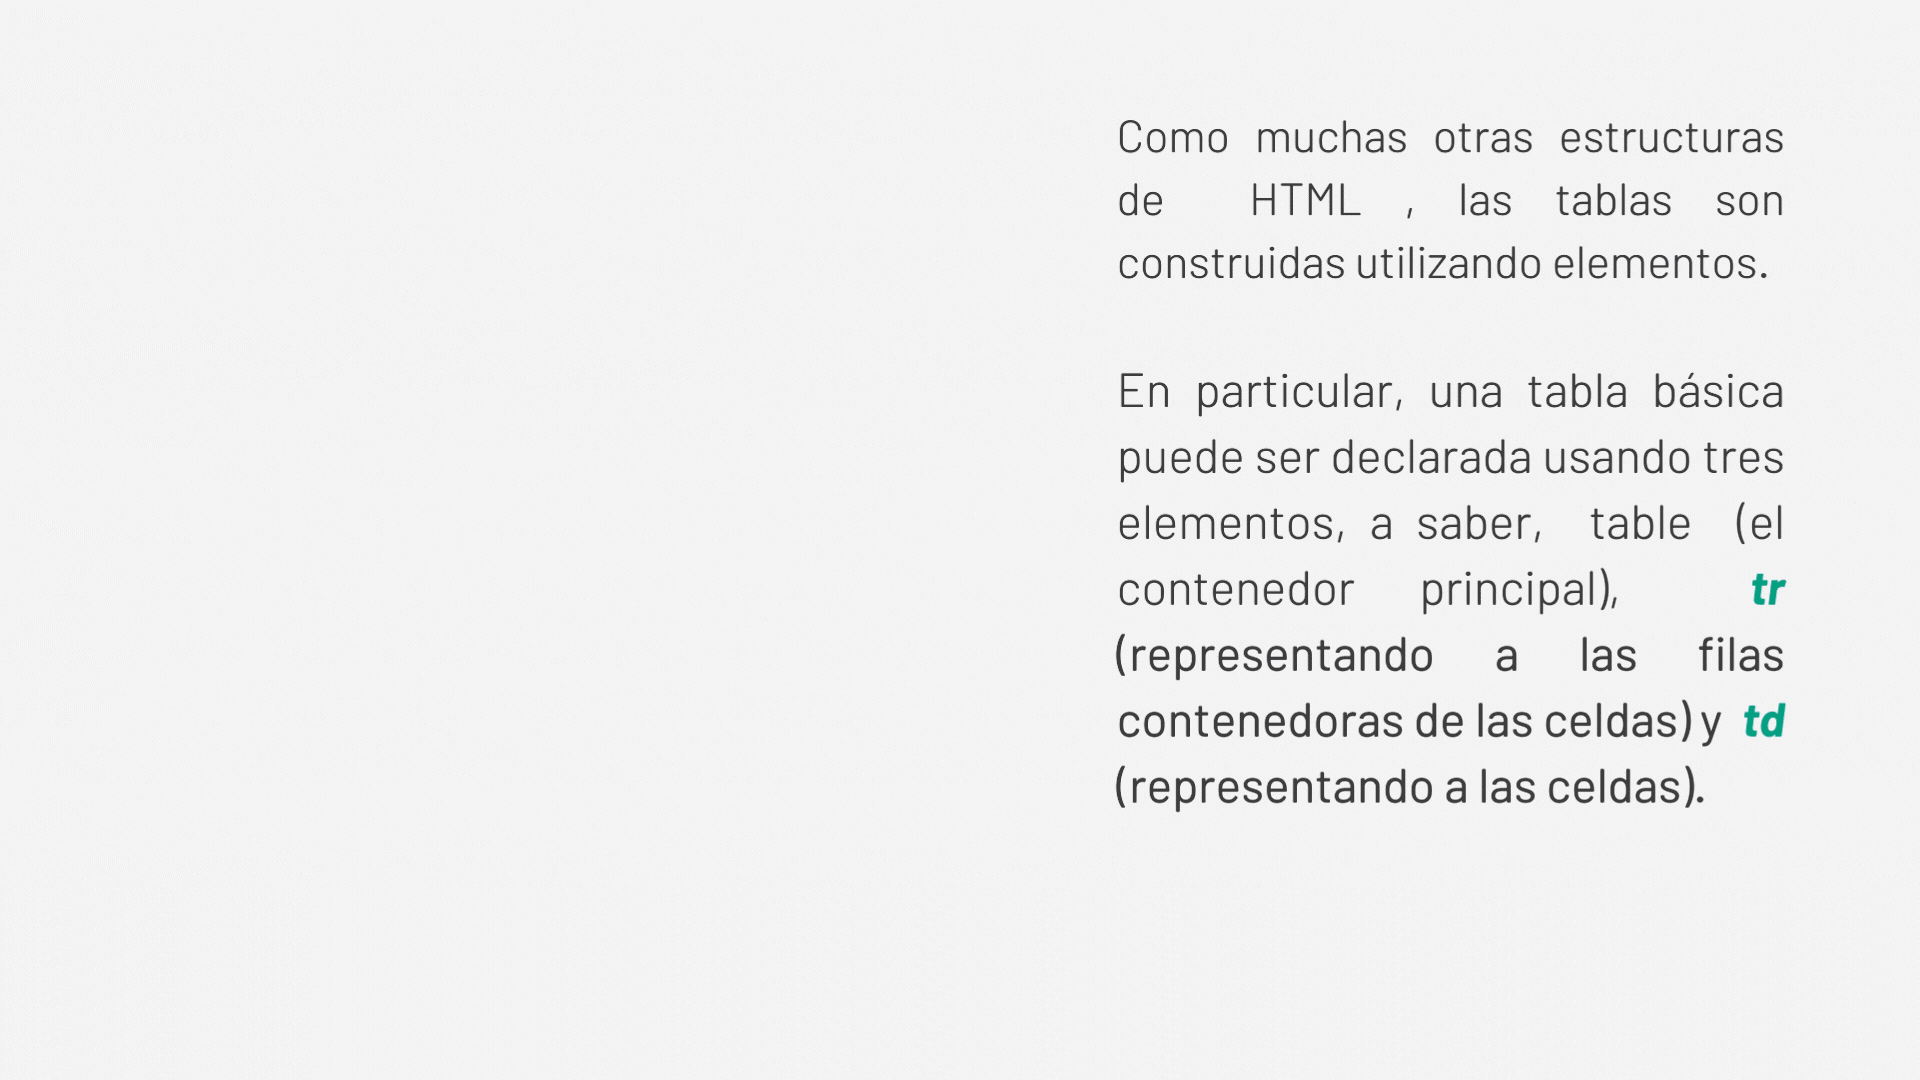 Como muchas otras estructuras
de HTML , las tablas son
construidas utilizando elementos.
En particular, una tabla básica
puede ser declarada usando tres
elementos, a saber, table (el
contenedor principal), tr
(representando a las filas
contenedoras de las celdas) y td
(representando a las celdas).